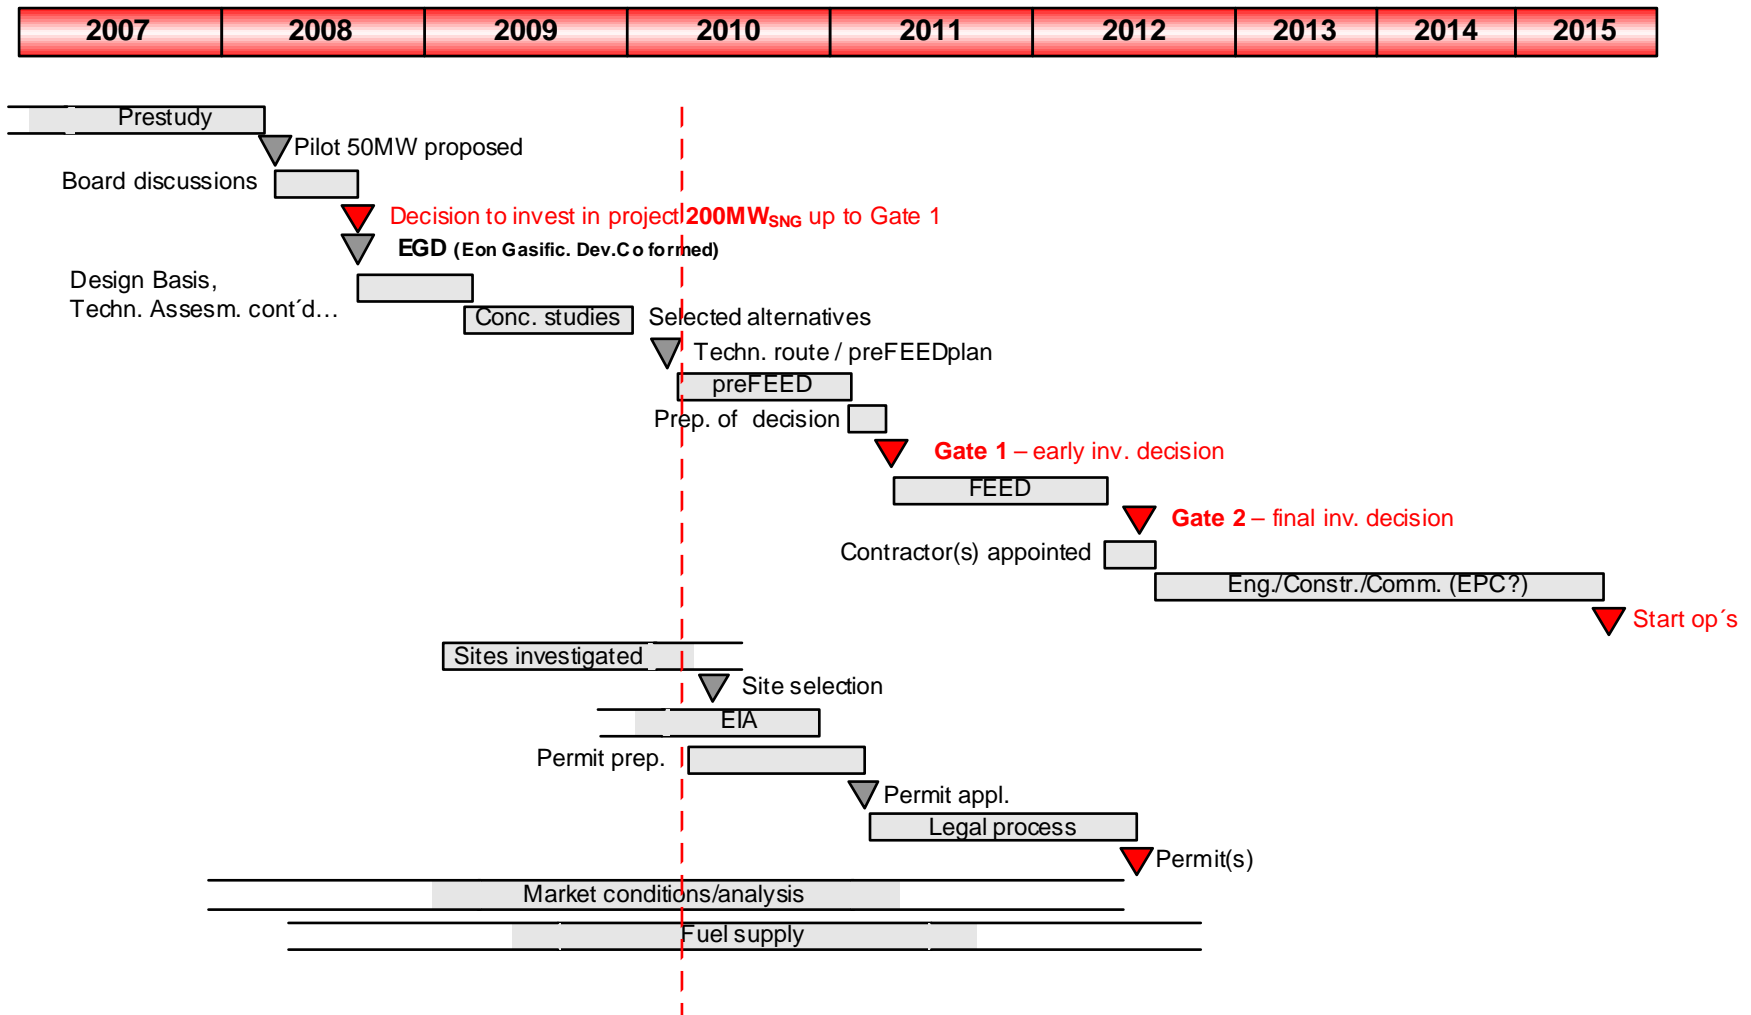 2007 2008 2009 2010 2011 2012 2013 2014 2015
Prestudy
Pilot 50MW proposed
Board discussions
Decision to invest in project 200MWSNG up to Gate 1
EGD (Eon Gasific. Dev.Co formed)
Design Basis,
Techn. Assesm. cont´d…
Conc. studies
Selected alternatives
Techn. route / preFEEDplan
preFEED
Prep. of decision
Gate 1 – early inv. decision
FEED
Gate 2 – final inv. decision
Contractor(s) appointed
Eng./Constr./Comm. (EPC?)
Start op´s
Sites investigated
Site selection
EIA
Permit prep.
Permit appl.
Legal process
Permit(s)
Market conditions/analysis
Fuel supply